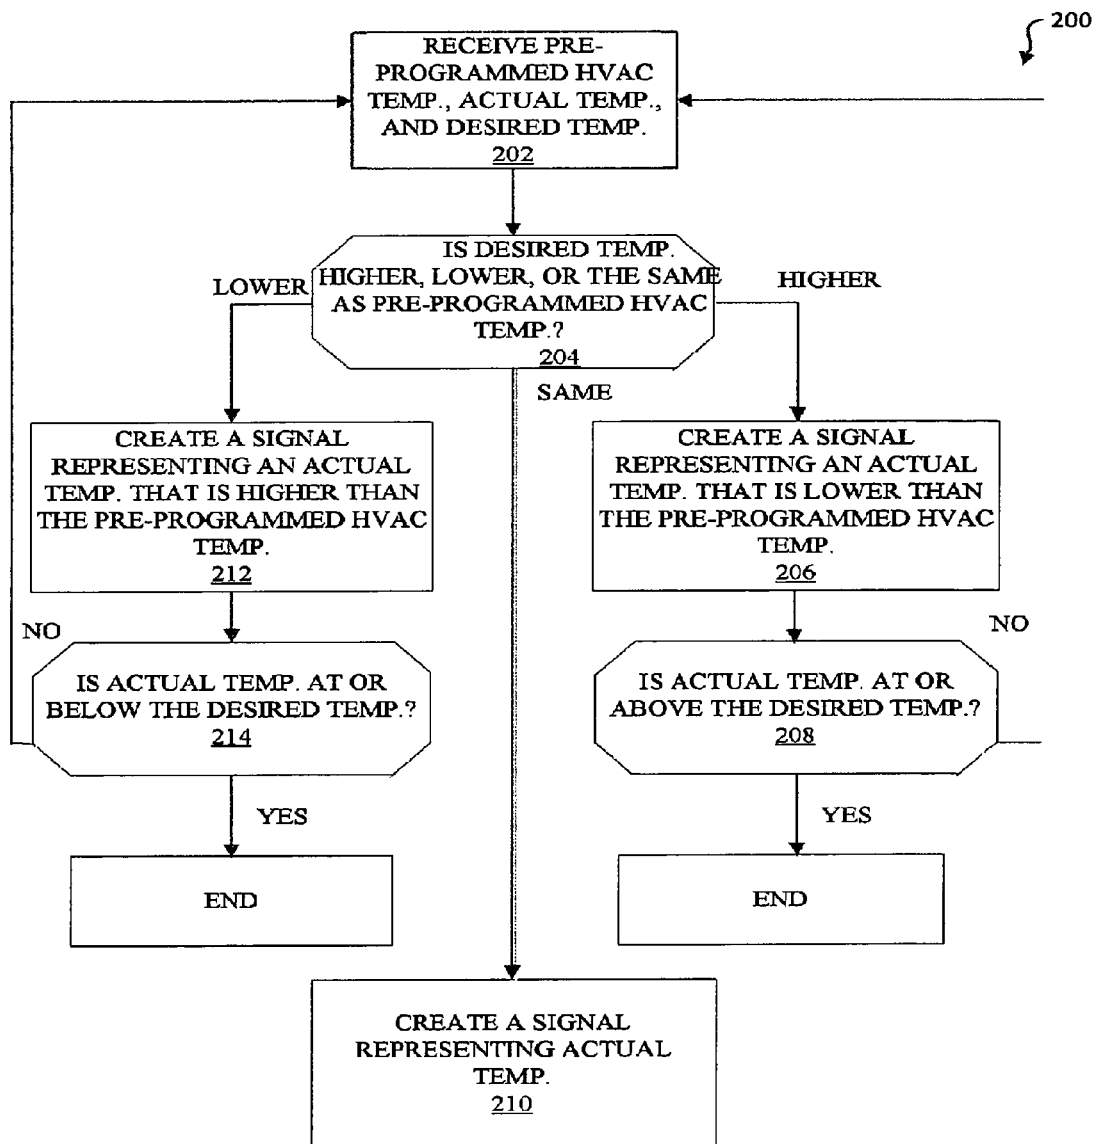 200
RECEIVE PRE-
PROGRAMMED HVAC
TEMP., ACTUAL TEMP.,
AND DESIRED TEMP.
202
IS DESIRED TEMP.
HIGHER, LOWER, OR THE SAME
AS PRE-PROGRAMMED HVAC
TEMP.?
204
LOWER
HIGHER
SAME
CREATE A SIGNAL
REPRESENTING AN ACTUAL
TEMP. THAT IS HIGHER THAN
THE PRE-PROGRAMMED HVAC
TEMP.
212
CREATE A SIGNAL
REPRESENTING AN ACTUAL
TEMP. THAT IS LOWER THAN
THE PRE-PROGRAMMED HVAC
TEMP.
206
NO
IS ACTUAL TEMP. AT OR
BELOW THE DESIRED TEMP.?
214
NO
IS ACTUAL TEMP. AT OR
ABOVE THE DESIRED TEMP.?
208
YES
END
YES
END
CREATE A SIGNAL
REPRESENTING ACTUAL
TEMP.
210